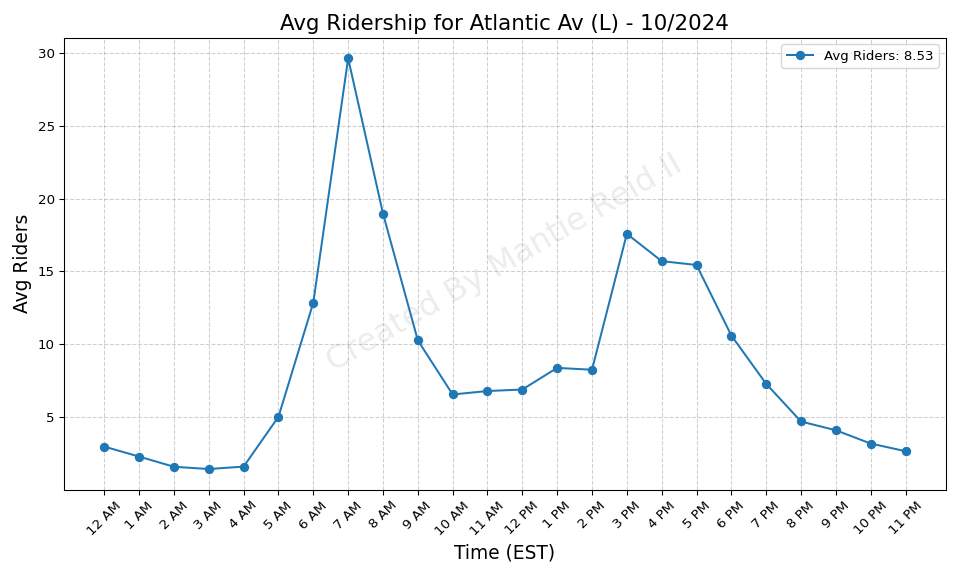 Avg Ridership for Atlantic Av (L) - 10/2024
Avg Riders: 8.53
30
25
20
15
10
5
Avg Riders
Created By Mantie Reid II
12 AM
1 AM
2 AM
3 AM
4 AM
5 AM
6 AM
7 AM
8 AM
9 AM
10 AM
11 AM
12 PM
1 PM
2 PM
3 PM
4 PM
5 PM
6 PM
7 PM
8 PM
9 PM
10 PM
11 PM
Time (EST)